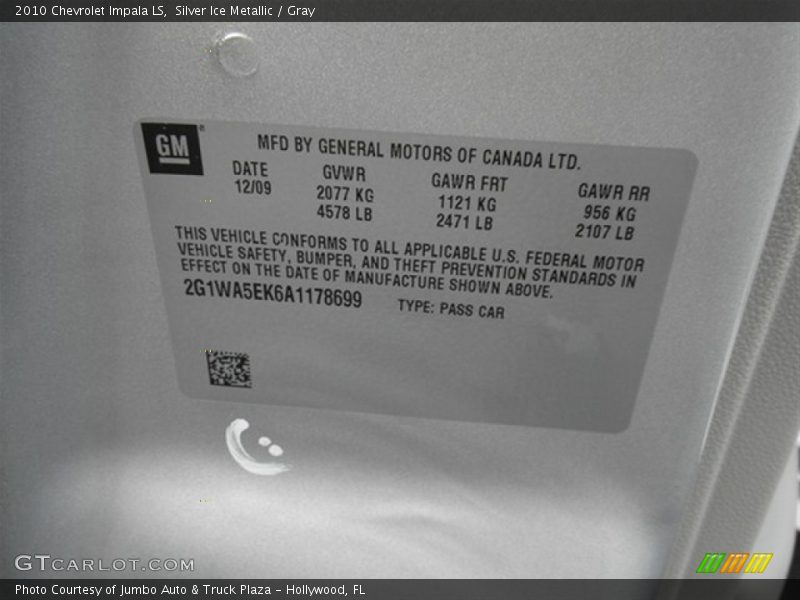 2010 Chevrolet Impala LS,  Silver Ice Metallic / Gray
GM
MFD BY GENERAL MOTORS OF CANADA LTD.
DATE GVWR GAWR FRT GAWR RR
12/09 2077 KG 1121 KG 956 KG
4578 LB 2471 LB 2107 LB
THIS VEHICLE CONFORMS TO ALL APPLICABLE U.S. FEDERAL MOTOR
VEHICLE SAFETY, BUMPER, AND THEFT PREVENTION STANDARDS IN
EFFECT ON THE DATE OF MANUFACTURE SHOWN ABOVE.
2G1WA5EK6A1178699 TYPE: PASS CAR
GTCARLOT.COM
Photo Courtesy of Jumbo Auto & Truck Plaza - Hollywood, FL